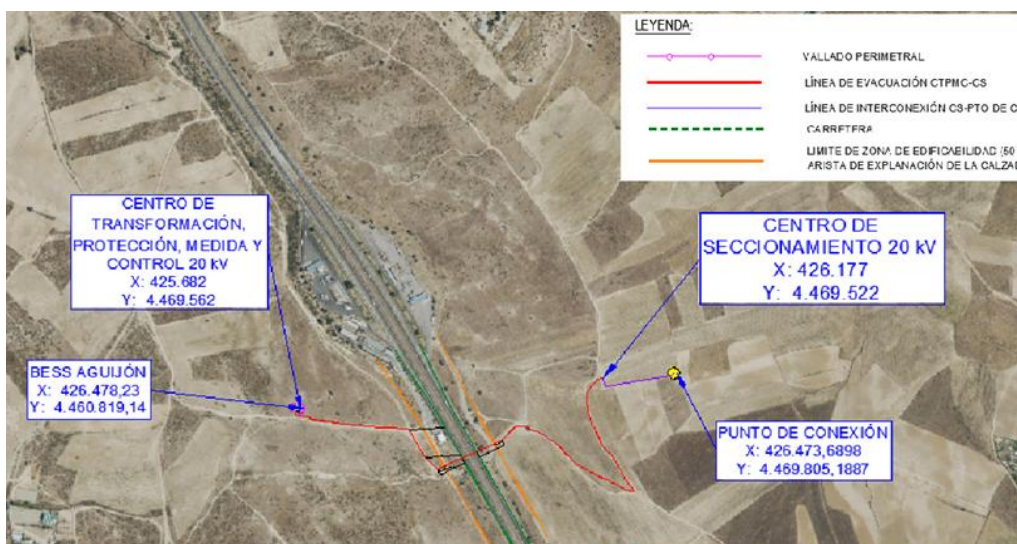 LEYENDA:
VALLADO PERIMETRAL
LÍNEA DE EVACUACIÓN CTPMC-CS
LÍNEA DE INTERCONEXIÓN CS-PTO DE C
CARRETERA
LIMITE DE ZONA DE EDIFICABILIDAD (50
ARISTA DE EXPLANACIÓN DE LA CALZAD
CENTRO DE
TRANSFORMACIÓN,
PROTECCIÓN, MEDIDA Y
CONTROL 20 kV
X: 425.682
Y: 4.469.562
CENTRO DE
SECCIONAMIENTO 20 kV
X: 426.177
Y: 4.469.522
BESS AGUIJÓN
X: 426.478,23
Y: 4.460.819,14
PUNTO DE CONEXIÓN
X: 426.473,6898
Y: 4.469.805,1887